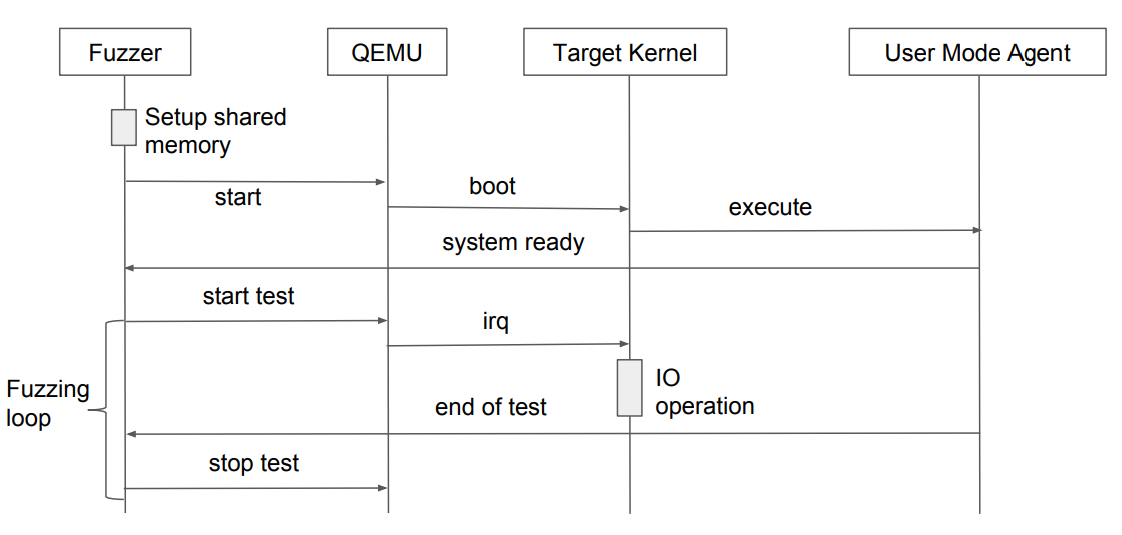 Fuzzer
QEMU
Target Kernel
User Mode Agent
Setup shared
memory
start
boot
execute
system ready
start test
irq
Fuzzing
loop
IO
operation
end of test
stop test